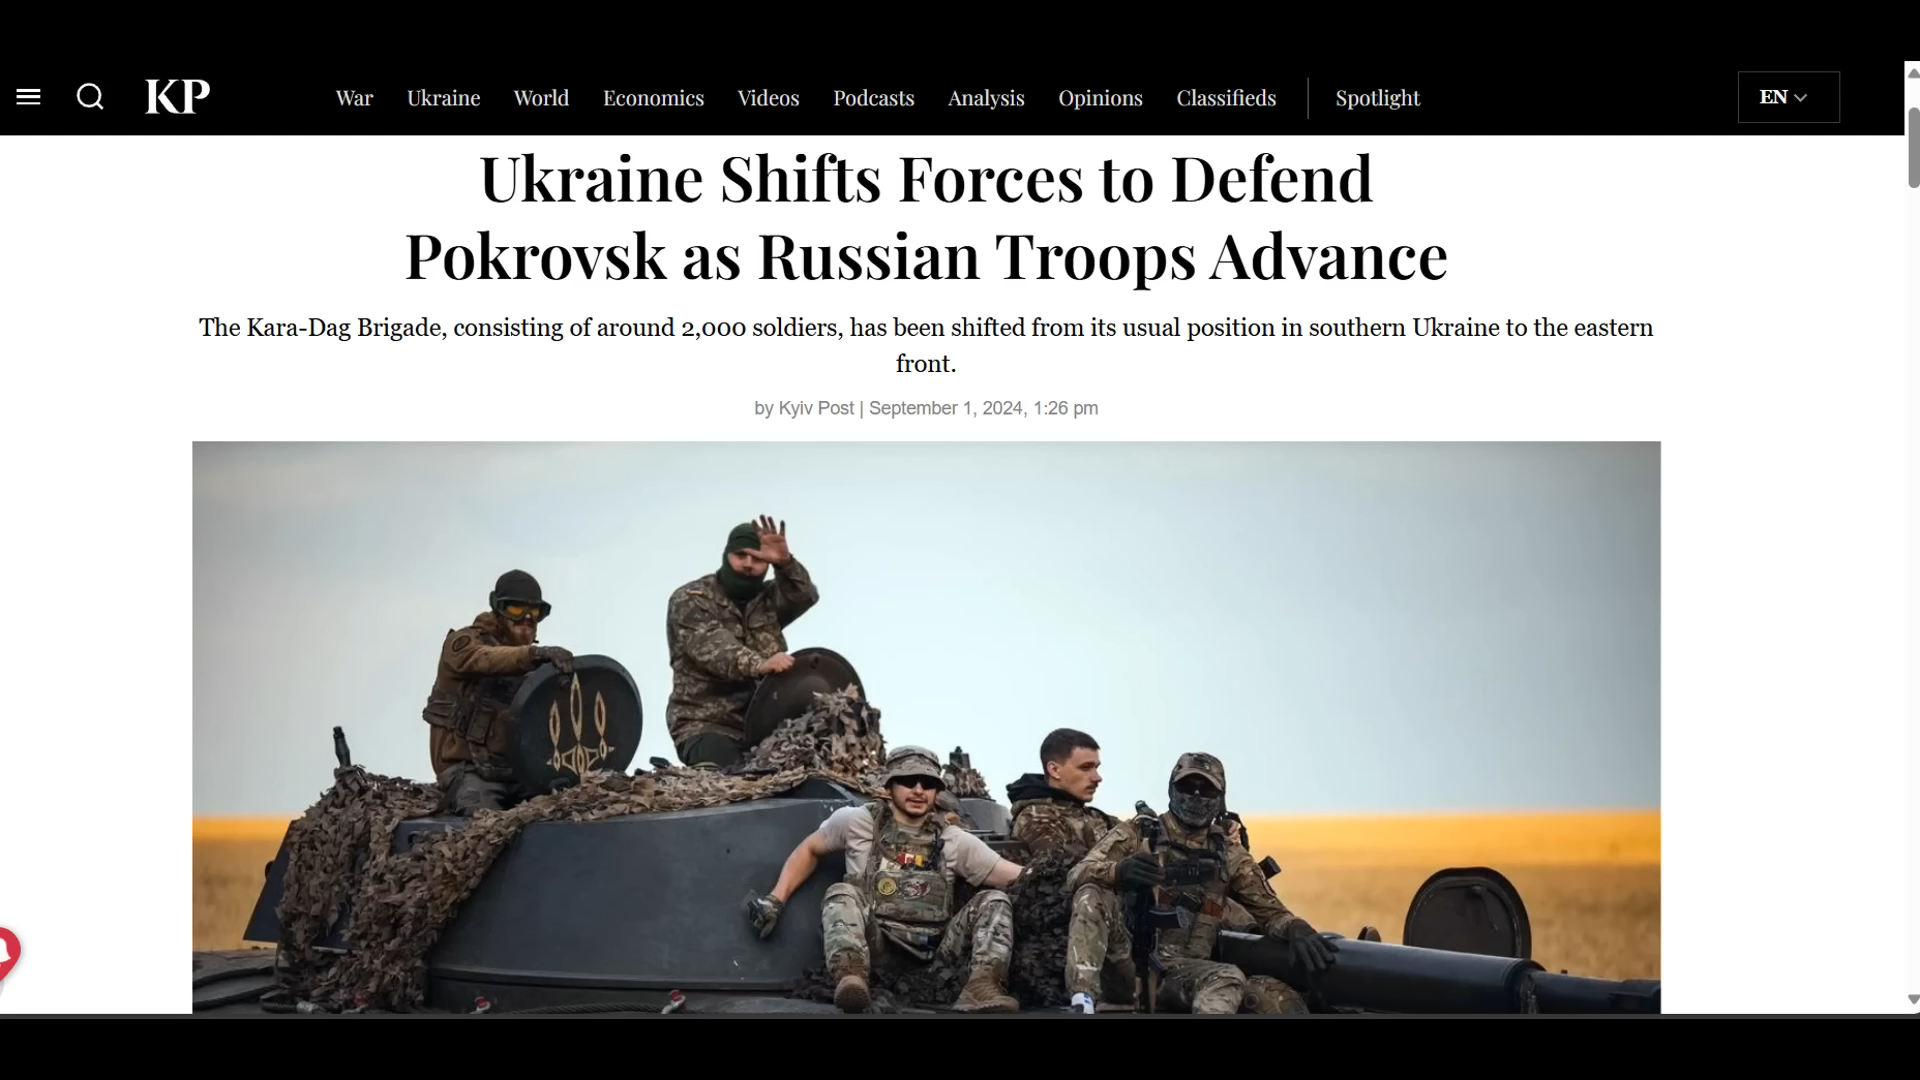 KP
War Ukraine World Economics Videos Podcasts Analysis Opinions Classifieds Spotlight
EN
Ukraine Shifts Forces to Defend
Pokrovsk as Russian Troops Advance
The Kara-Dag Brigade, consisting of around 2,000 soldiers, has been shifted from its usual position in southern Ukraine to the eastern
front.
by Kyiv Post | September 1, 2024, 1:26 pm